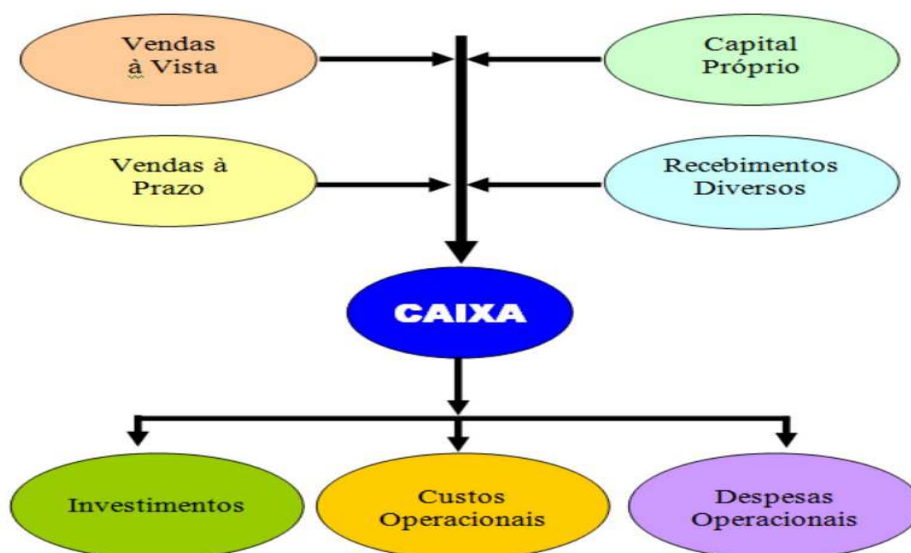 Vendas
à Vista
Capital
Próprio
Vendas à
Prazo
Recebimentos
Diversos
CAIXA
Investimentos
Custos
Operacionais
Despesas
Operacionais